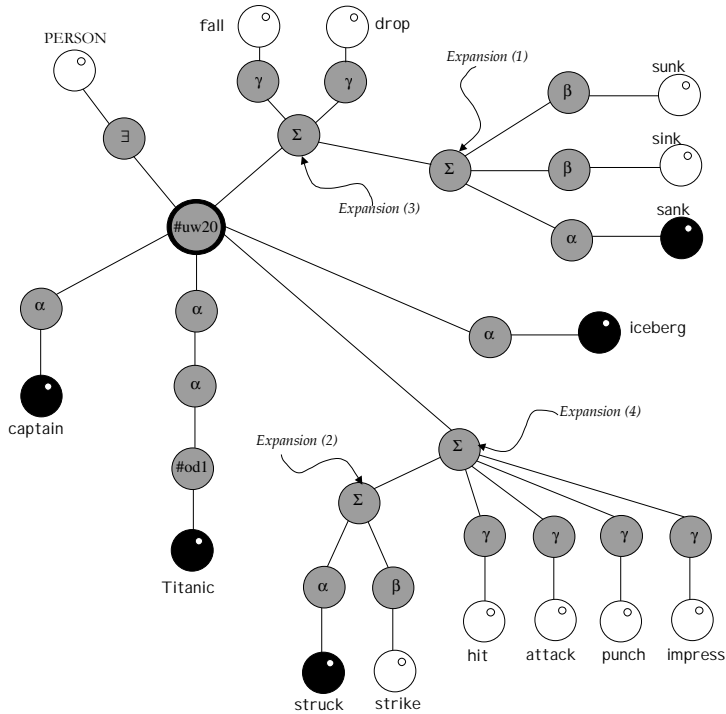 fall
drop
PERSON
Expansion (1)
sunk
γ
γ
β
∃
Σ
sink
Σ
β
Expansion (3)
sank
#uw20
α
α
α
iceberg
α
captain
α
Expansion (4)
Expansion (2)
Σ
#od1
Σ
Titanic
γ
γ
γ
γ
α
β
hit
attack
punch
impress
struck
strike